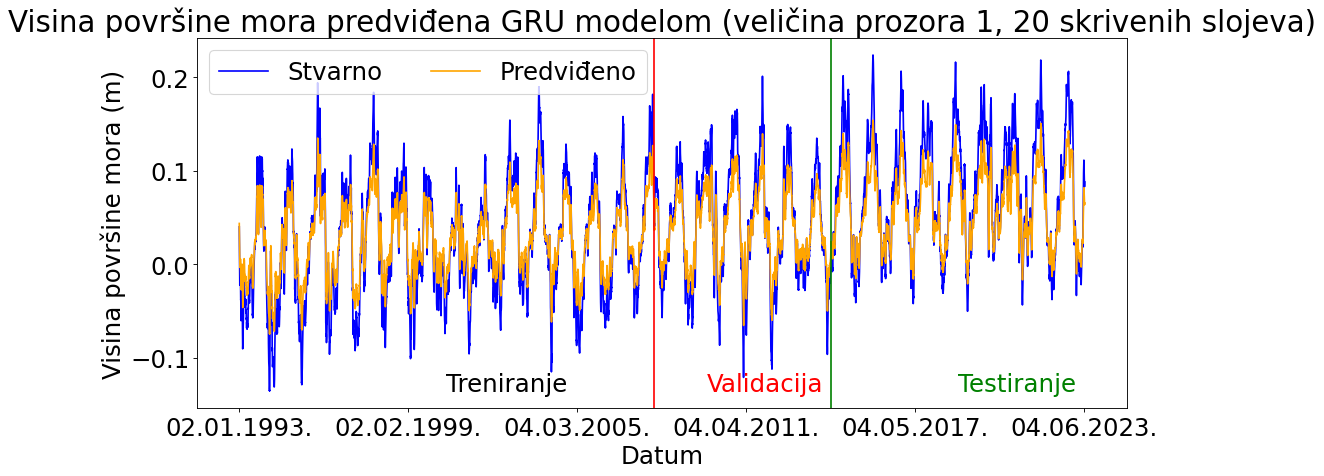 Visina površine mora predviđena GRU modelom (veličina prozora 1, 20 skrivenih slojeva)
Stvarno Predviđeno
Visina površine mora (m)
0.2
0.1
0.0
−0.1
Treniranje Validacija Testiranje
02.01.1993. 02.02.1999. 04.03.2005. 04.04.2011. 04.05.2017. 04.06.2023.
Datum